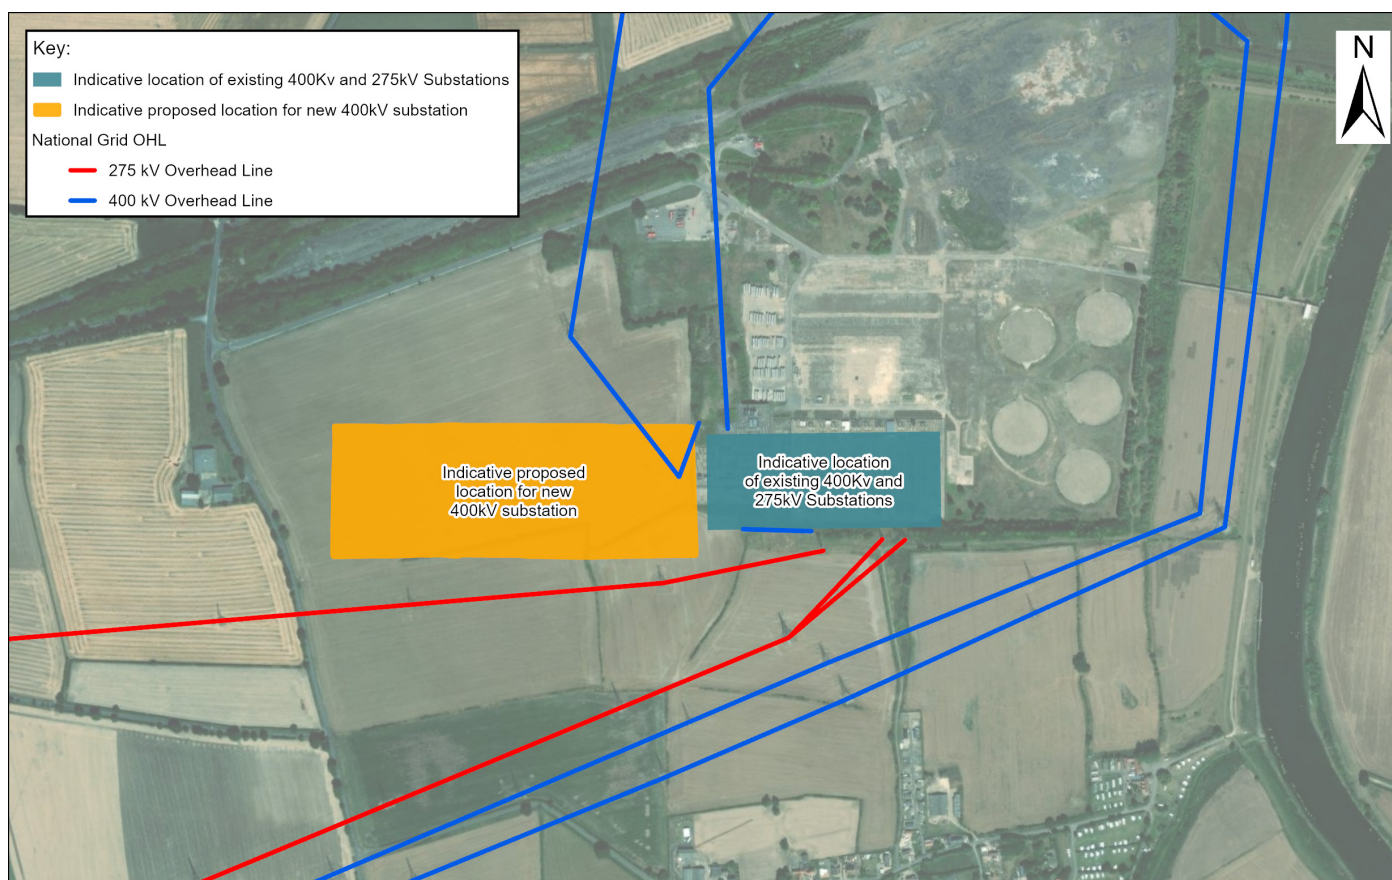 Key:
Indicative location of existing 400Kv and 275kV Substations
Indicative proposed location for new 400kV substation
National Grid OHL
275 kV Overhead Line
400 kV Overhead Line
N
Indicative proposed
location for new
400kV substation
Indicative location
of existing 400Kv and
275kV Substations